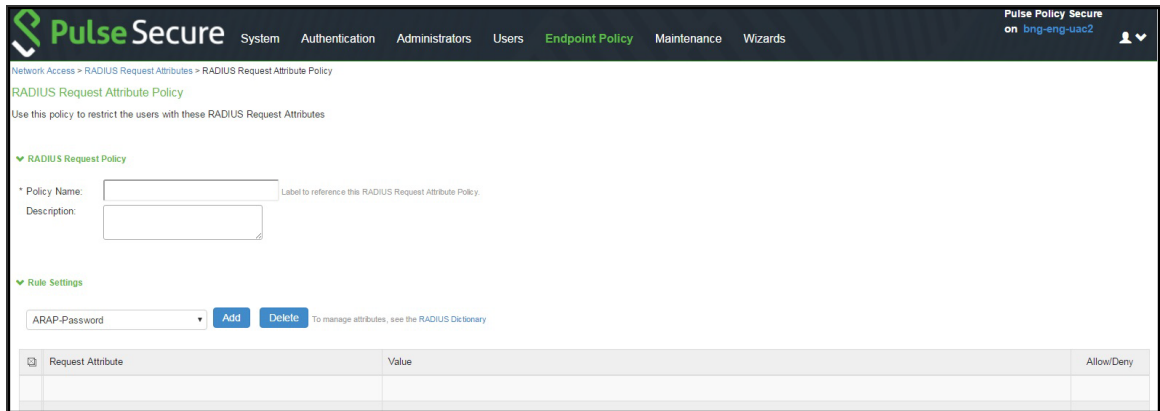 Pulse Secure
System Authentication Administrators Users Endpoint Policy Maintenance Wizards
Pulse Policy Secure
on bng-eng-uac2
Network Access > RADIUS Request Attributes > RADIUS Request Attribute Policy
RADIUS Request Attribute Policy
Use this policy to restrict the users with these RADIUS Request Attributes
RADIUS Request Policy
* Policy Name: Label to reference this RADIUS Request Attribute Policy.
Description:
Rule Settings
ARAP-Password Add Delete To manage attributes, see the RADIUS Dictionary
Request Attribute Value Allow/Deny